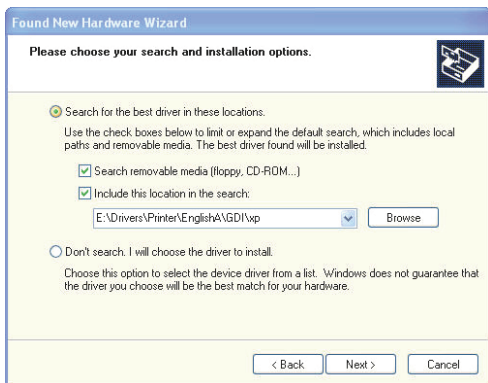 Found New Hardware Wizard
Please choose your search and installation options.
Search for the best driver in these locations.
Use the check boxes below to limit or expand the default search, which includes local
paths and removable media. The best driver found will be installed.
Search removable media (floppy, CD-ROM...)
Include this location in the search:
E:\Drivers\Printer\EnglishA\GDI\xp
Browse
Don't search. I will choose the driver to install.
Choose this option to select the device driver from a list. Windows does not guarantee that
the driver you choose will be the best match for your hardware.
< Back Next > Cancel